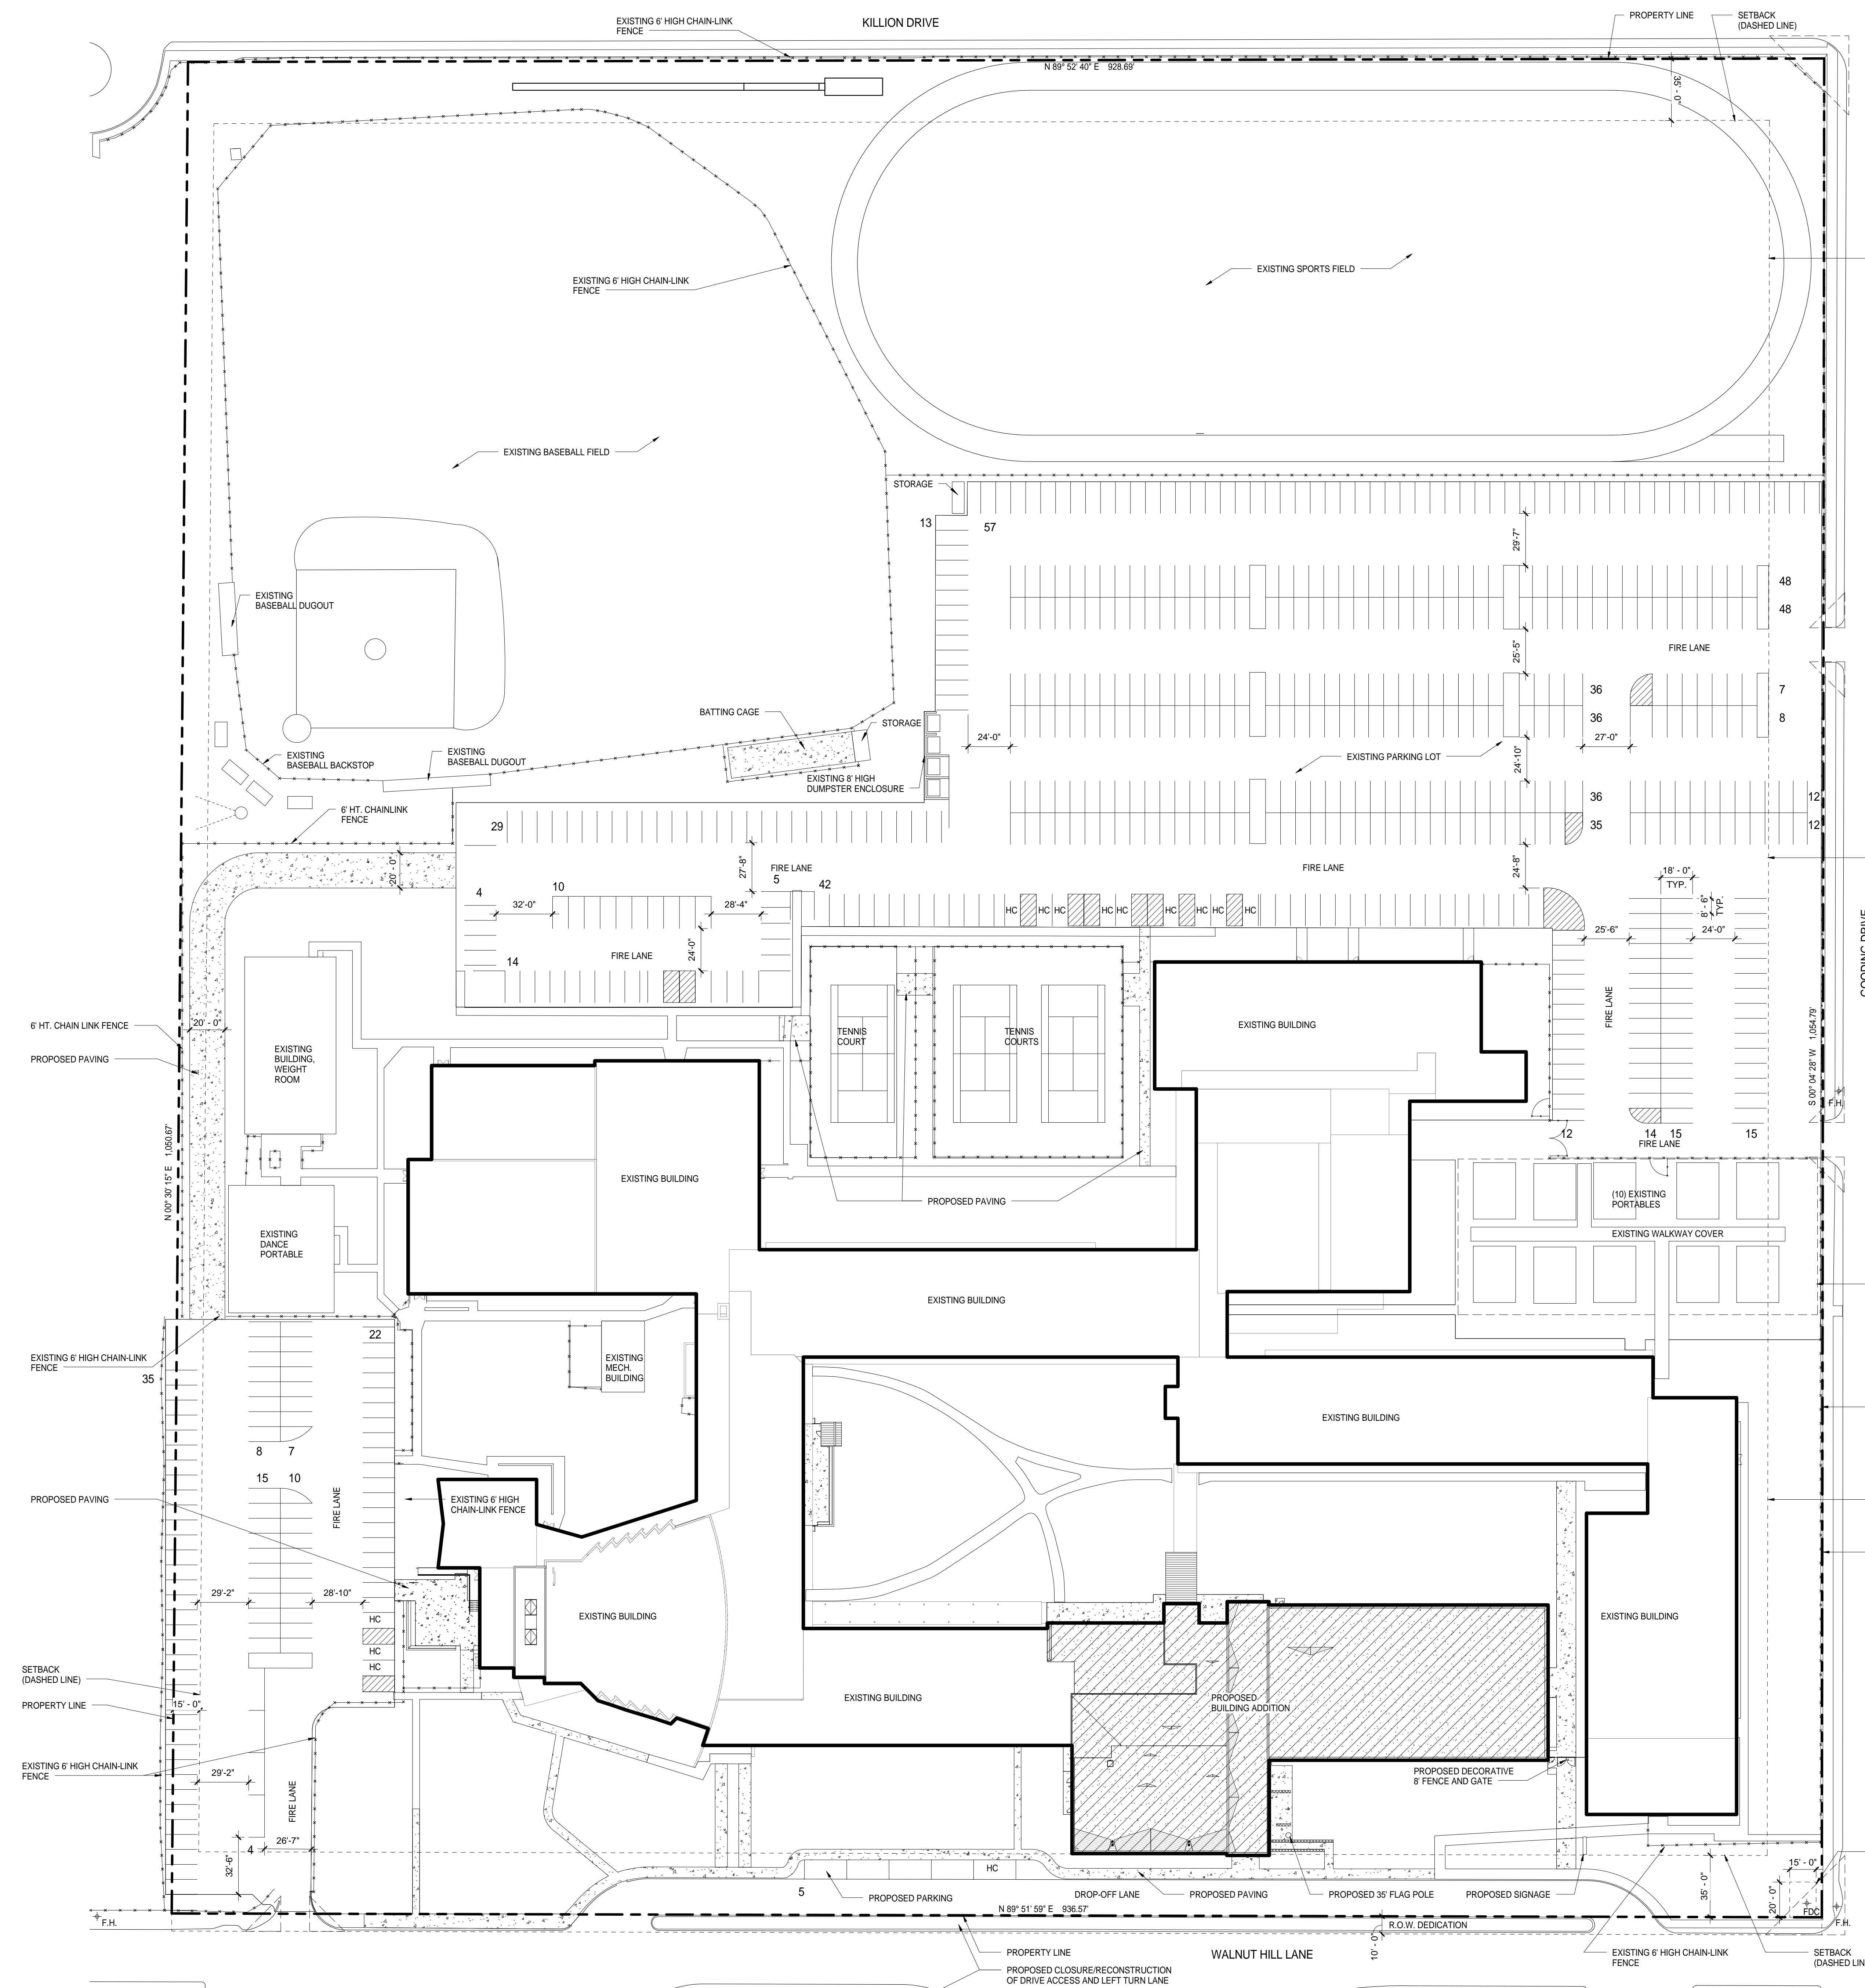 EXISTING 6' HIGH CHAIN-LINK
FENCE
KILLION DRIVE
PROPERTY LINE
SETBACK
(DASHED LINE)
N 89° 52' 40" E 928.69'
35' - 0"
EXISTING SPORTS FIELD
EXISTING 6' HIGH CHAIN-LINK
FENCE
EXISTING BASEBALL FIELD
STORAGE
13
57
29'-7"
48
48
EXISTING
BASEBALL DUGOUT
25'-5"
FIRE LANE
36
7
36
8
BATTING CAGE
STORAGE
24'-0"
27'-0"
EXISTING
BASEBALL BACKSTOP
EXISTING
BASEBALL DUGOUT
EXISTING PARKING LOT
24'-10"
EXISTING 8' HIGH
DUMPSTER ENCLOSURE
36
12
35
12
6' HT. CHAINLINK
FENCE
29
20' - 0"
27'-8"
FIRE LANE
FIRE LANE
24'-8"
18' - 0"
TYP.
4
10
5
42
8' - 6"
TYP.
32'-0"
28'-4"
HC
HC
HC
HC
HC
HC
HC
HC
HC
24'-0"
25'-6"
24'-0"
14
FIRE LANE
FIRE LANE
6' HT. CHAIN LINK FENCE
20' - 0"
PROPOSED PAVING
EXISTING
BUILDING,
WEIGHT
ROOM
TENNIS
COURT
TENNIS
COURTS
EXISTING BUILDING
S 00° 04' 28" W 1,054.79'
F.H.
12
14
15
15
FIRE LANE
N 00° 30' 15" E 1,050.67'
EXISTING BUILDING
PROPOSED PAVING
(10) EXISTING
PORTABLES
EXISTING
DANCE
PORTABLE
EXISTING WALKWAY COVER
EXISTING BUILDING
22
EXISTING 6' HIGH CHAIN-LINK
FENCE
35
EXISTING
MECH.
BUILDING
EXISTING BUILDING
8
7
15
10
FIRE LANE
PROPOSED PAVING
EXISTING 6' HIGH
CHAIN-LINK FENCE
29'-2"
28'-10"
HC
HC
HC
EXISTING BUILDING
EXISTING BUILDING
SETBACK
(DASHED LINE)
PROPERTY LINE
15' - 0"
EXISTING BUILDING
PROPOSED
BUILDING ADDITION
EXISTING 6' HIGH CHAIN-LINK
FENCE
29'-2"
FIRE LANE
PROPOSED DECORATIVE
8' FENCE AND GATE
4
26'-7"
32'-6"
HC
5
PROPOSED PARKING
DROP-OFF LANE
PROPOSED PAVING
PROPOSED 35' FLAG POLE
PROPOSED SIGNAGE
35' - 0"
15' - 0"
20' - 0"
FDC
F.H.
F.H.
N 89° 51' 59" E 936.57'
R.O.W. DEDICATION
10' - 0"
PROPERTY LINE
WALNUT HILL LANE
PROPOSED CLOSURE/RECONSTRUCTION
OF DRIVE ACCESS AND LEFT TURN LANE
EXISTING 6' HIGH CHAIN-LINK
FENCE
SETBACK
(DASHED LIN